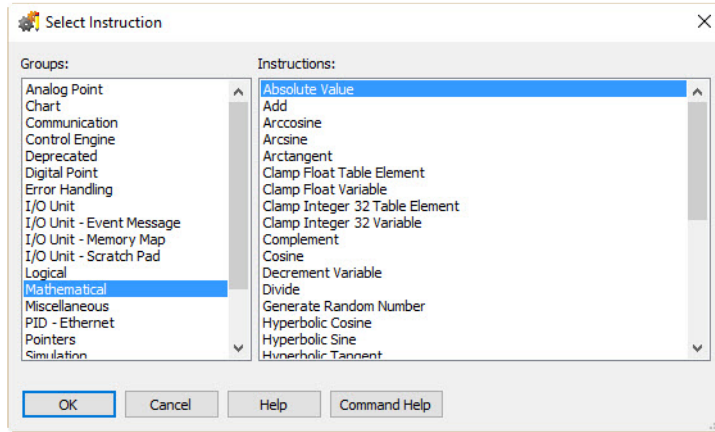 Select Instruction
Groups:
Analog Point
Chart
Communication
Control Engine
Deprecated
Digital Point
Error Handling
I/O Unit
I/O Unit - Event Message
I/O Unit - Memory Map
I/O Unit - Scratch Pad
Logical
Mathematical
Miscellaneous
PID - Ethernet
Pointers
Simulation
Instructions:
Absolute Value
Add
Arccosine
Arcsine
Arctangent
Clamp Float Table Element
Clamp Float Variable
Clamp Integer 32 Table Element
Clamp Integer 32 Variable
Complement
Cosine
Decrement Variable
Divide
Generate Random Number
Hyperbolic Cosine
Hyperbolic Sine
Hyperbolic Tangent
OK
Cancel
Help
Command Help